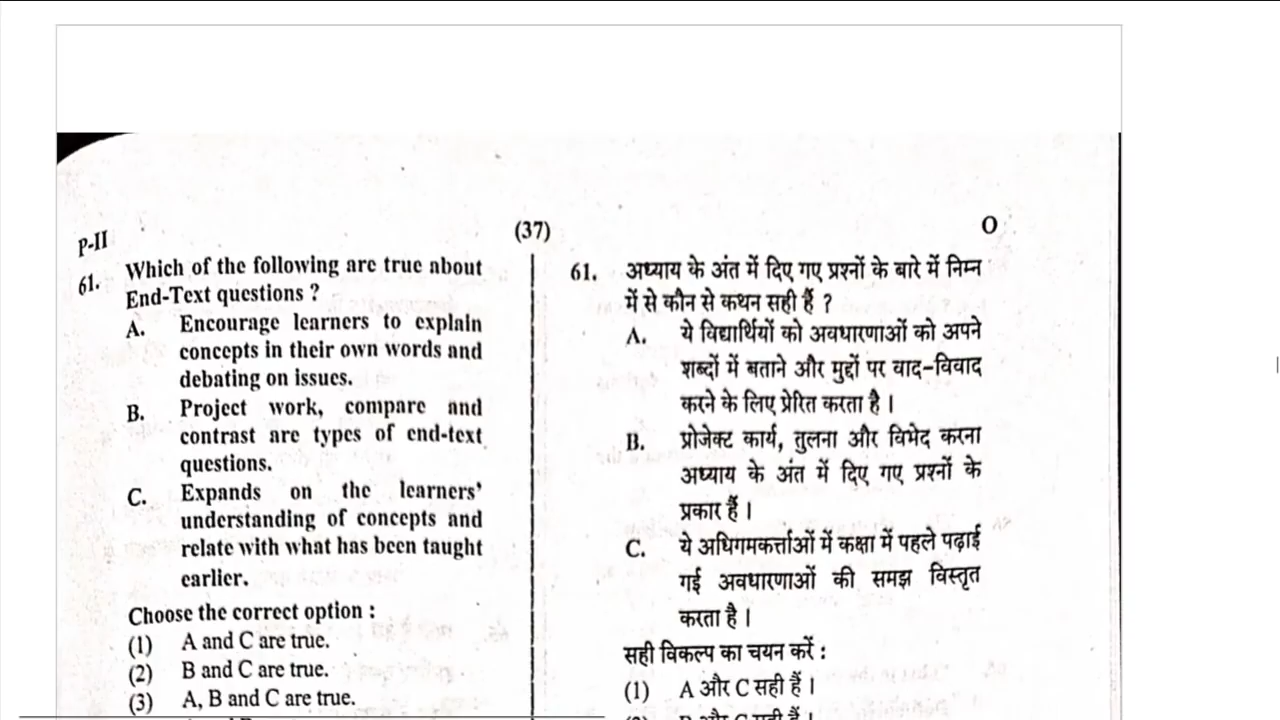 P-II
(37)
O
61. Which of the following are true about
End-Text questions ?
A. Encourage learners to explain
concepts in their own words and
debating on issues.
B. Project work, compare and
contrast are types of end-text
questions.
C. Expands on the learners'
understanding of concepts and
relate with what has been taught
earlier.
Choose the correct option :
(1) A and C are true.
(2) B and C are true.
(3) A, B and C are true.
61. अध्याय के अंत में दिए गए प्रश्नों के बारे में निम्न
में से कौन से कथन सही हैं ?
A. ये विद्यार्थियों को अवधारणाओं को अपने
शब्दों में बताने और मुद्दों पर वाद-विवाद
करने के लिए प्रेरित करता है ।
B. प्रोजेक्ट कार्य, तुलना और विभेद करना
अध्याय के अंत में दिए गए प्रश्नों के
प्रकार हैं ।
C. ये अधिगमकर्त्ताओं में कक्षा में पहले पढ़ाई
गई अवधारणाओं की समझ विस्तृत
करता है ।
सही विकल्प का चयन करें :
(1) A और C सही हैं ।